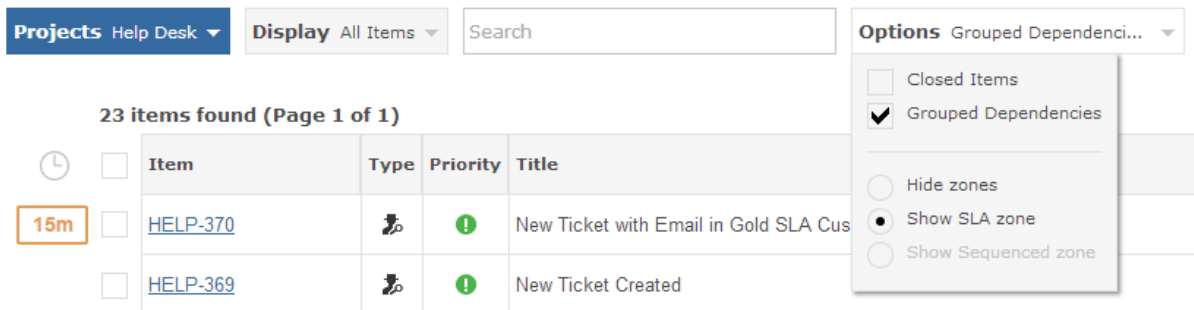 Projects Help Desk
Display All Items
Search
Options Grouped Dependenci...
Closed Items
Grouped Dependencies
Hide zones
Show SLA zone
Show Sequenced zone
23 items found (Page 1 of 1)
Item Type Priority Title
15m HELP-370 New Ticket with Email in Gold SLA Cus
HELP-369 New Ticket Created